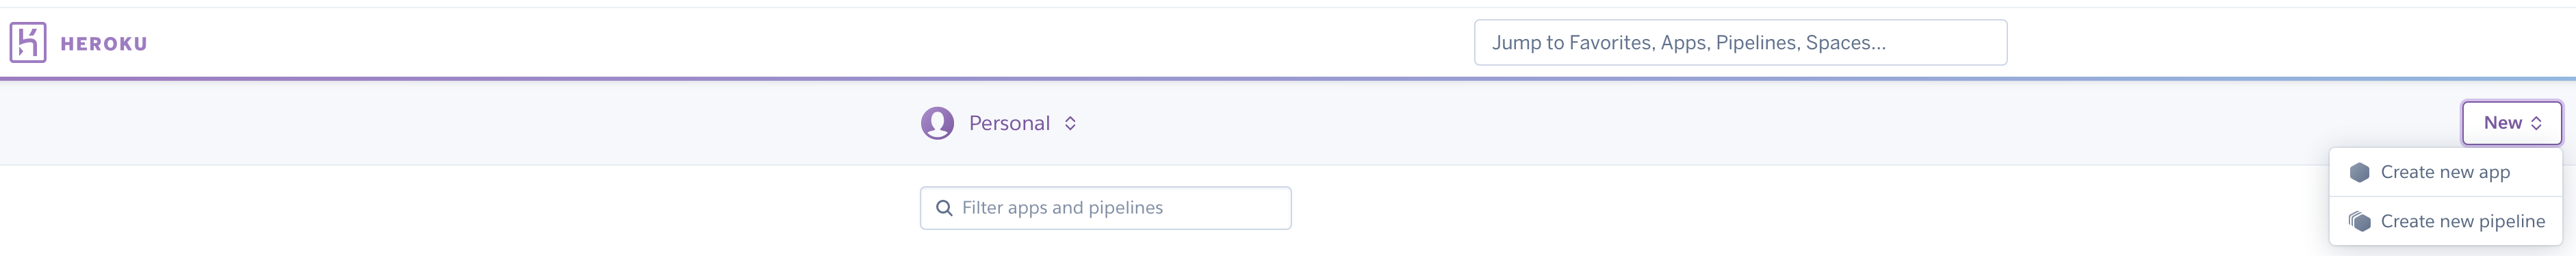 HEROKU
Jump to Favorites, Apps, Pipelines, Spaces...
Personal
New
Create new app
Filter apps and pipelines
Create new pipeline